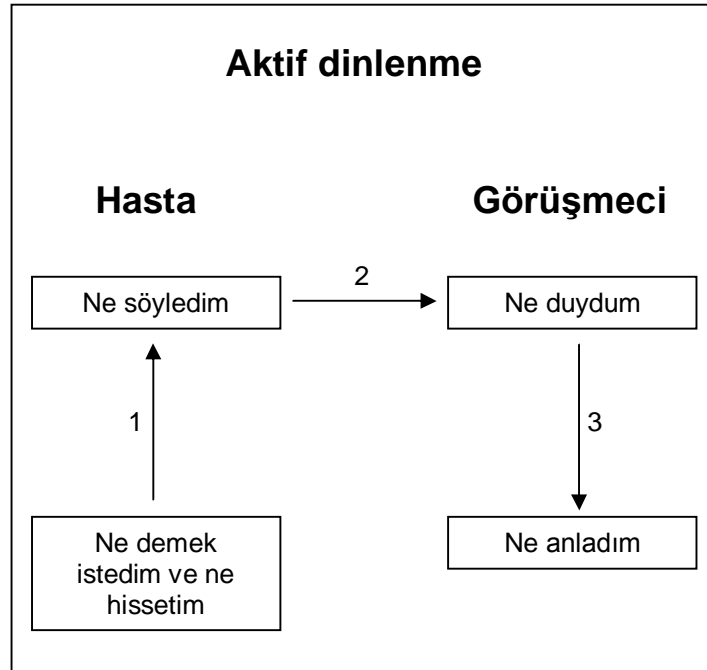 Aktif dinlenme
Hasta
Görüşmeci
Ne söyledim
2
Ne duydum
1
3
Ne demek
istedim ve ne
hissetim
Ne anladım